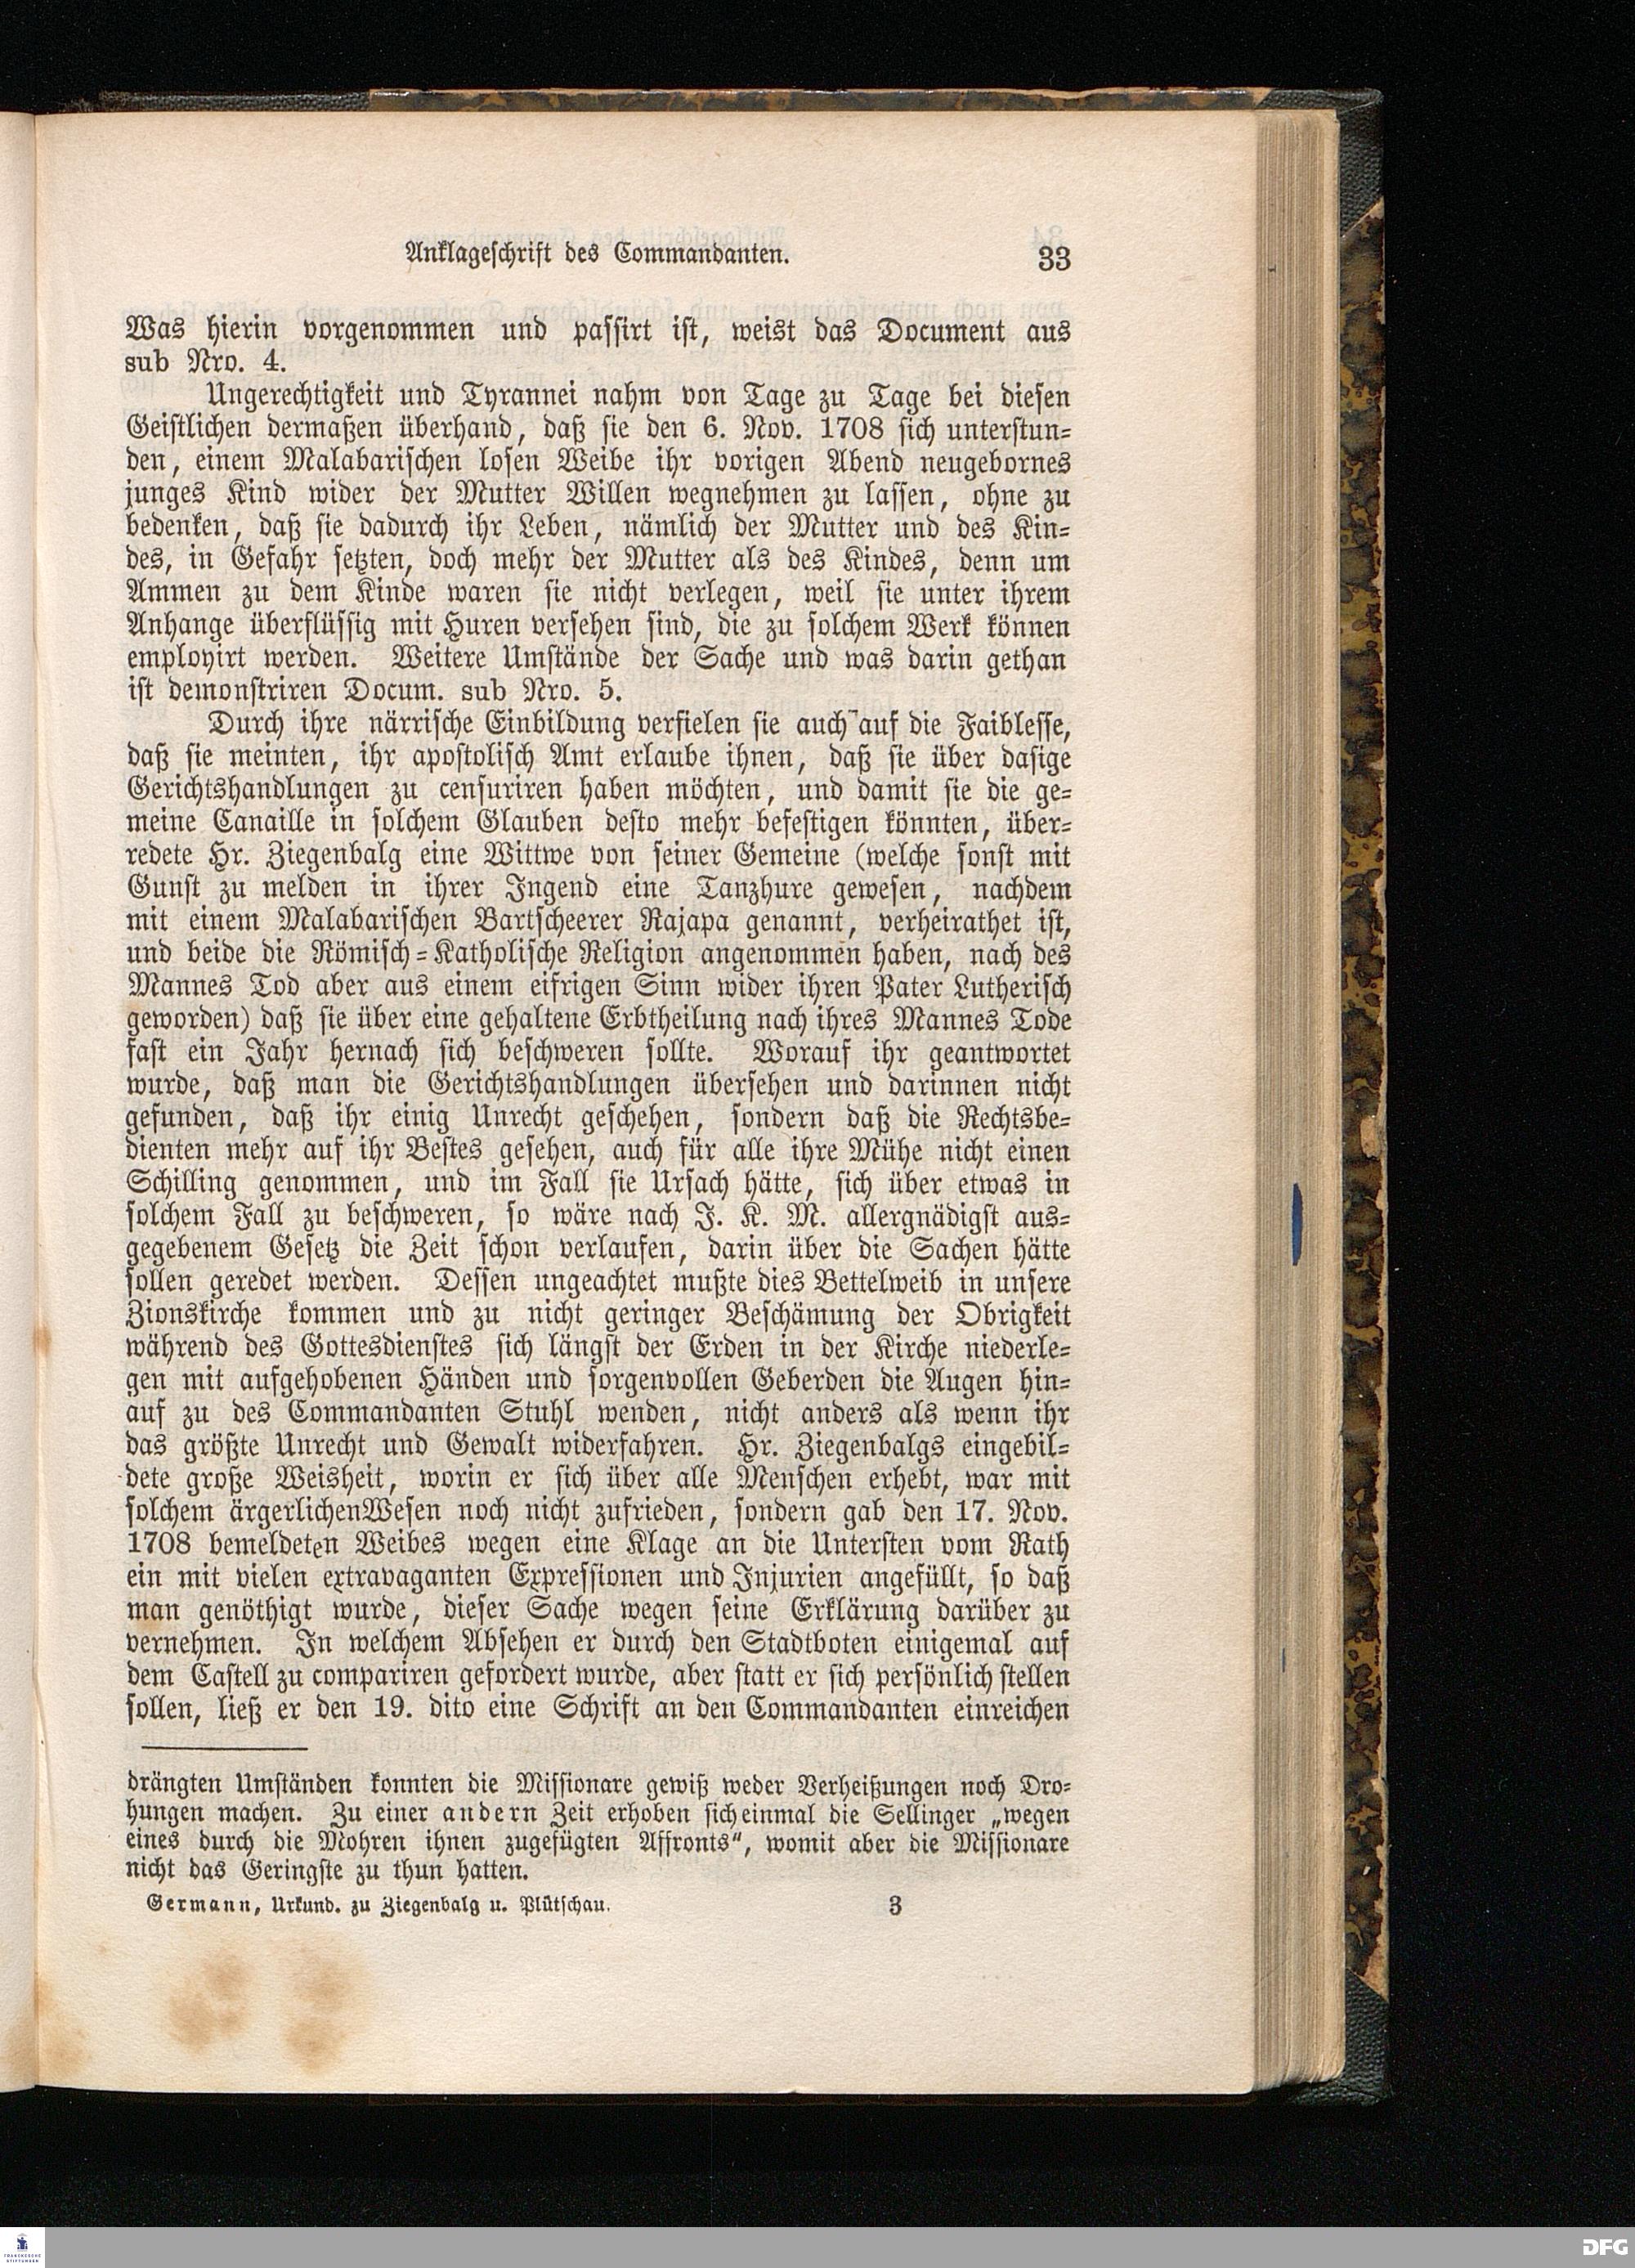 Anklageschrift des Commandanten.
33
Was hierin vorgenommen und passirt ist, weist das Document aus
sub Nro. 4.
Ungerechtigkeit und Tyrannei nahm von Tage zu Tage bei diesen
Geistlichen dermaßen überhand, daß sie den 6. Nov. 1708 sich unterstun-
den, einem Malabarischen losen Weibe ihr vorigen Abend neugebornes
junges Kind wider der Mutter Willen wegnehmen zu lassen, ohne zu
bedenken, daß sie dadurch ihr Leben, nämlich der Mutter und des Kin-
des, in Gefahr setzten, doch mehr der Mutter als des Kindes, denn um
Ammen zu dem Kinde waren sie nicht verlegen, weil sie unter ihrem
Anhange überflüssig mit Huren versehen sind, die zu solchem Werk können
employirt werden. Weitere Umstände der Sache und was darin gethan
ist demonstriren Docum. sub Nro. 5.
Durch ihre närrische Einbildung verfielen sie auch auf die Faiblesse,
daß sie meinten, ihr apostolisch Amt erlaube ihnen, daß sie über dasige
Gerichtshandlungen zu censuriren haben möchten, und damit sie die ge-
meine Canaille in solchem Glauben desto mehr befestigen könnten, über-
redete Hr. Ziegenbalg eine Wittwe von seiner Gemeine (welche sonst mit
Gunst zu melden in ihrer Ingend eine Tanzhure gewesen, nachdem
mit einem Malabarischen Bartscheerer Rajapa genannt, verheirathet ist,
und beide die Römisch-Katholische Religion angenommen haben, nach des
Mannes Tod aber aus einem eifrigen Sinn wider ihren Pater Lutherisch
geworden) daß sie über eine gehaltene Erbtheilung nach ihres Mannes Tode
fast ein Jahr hernach sich beschweren sollte. Worauf ihr geantwortet
wurde, daß man die Gerichtshandlungen übersehen und darinnen nicht
gefunden, daß ihr einig Unrecht geschehen, sondern daß die Rechtsbe-
dienten mehr auf ihr Bestes gesehen, auch für alle ihre Mühe nicht einen
Schilling genommen, und im Fall sie Ursach hätte, sich über etwas in
solchem Fall zu beschweren, so wäre nach J. K. M. allergnädigst aus-
gegebenem Gesetz die Zeit schon verlaufen, darin über die Sachen hätte
sollen geredet werden. Dessen ungeachtet mußte dies Bettelweib in unsere
Zionskirche kommen und zu nicht geringer Beschämung der Obrigkeit
während des Gottesdienstes sich längst der Erden in der Kirche niederle-
gen mit aufgehobenen Händen und sorgenvollen Geberden die Augen hin-
auf zu des Commandanten Stuhl wenden, nicht anders als wenn ihr
das größte Unrecht und Gewalt widerfahren. Hr. Ziegenbalgs eingebil-
dete große Weisheit, worin er sich über alle Menschen erhebt, war mit
solchem ärgerlichenWesen noch nicht zufrieden, sondern gab den 17. Nov.
1708 bemeldeten Weibes wegen eine Klage an die Untersten vom Rath
ein mit vielen extravaganten Expressionen und Injurien angefüllt, so daß
man genöthigt wurde, dieser Sache wegen seine Erklärung darüber zu
vernehmen. In welchem Absehen er durch den Stadtboten einigemal auf
dem Castell zu compariren gefordert wurde, aber statt er sich persönlich stellen
sollen, ließ er den 19. dito eine Schrift an den Commandanten einreichen
drängten Umständen konnten die Missionare gewiß weder Verheißungen noch Dro-
hungen machen. Zu einer andern Zeit erhoben sich einmal die Sellinger „wegen
eines durch die Mohren ihnen zugefügten Affronts“, womit aber die Missionare
nicht das Geringste zu thun hatten.
Germann, Urkund. zu Ziegenbalg u. Plütschau.
3
FRANCKESCHE
STIFTUNGEN
DFG